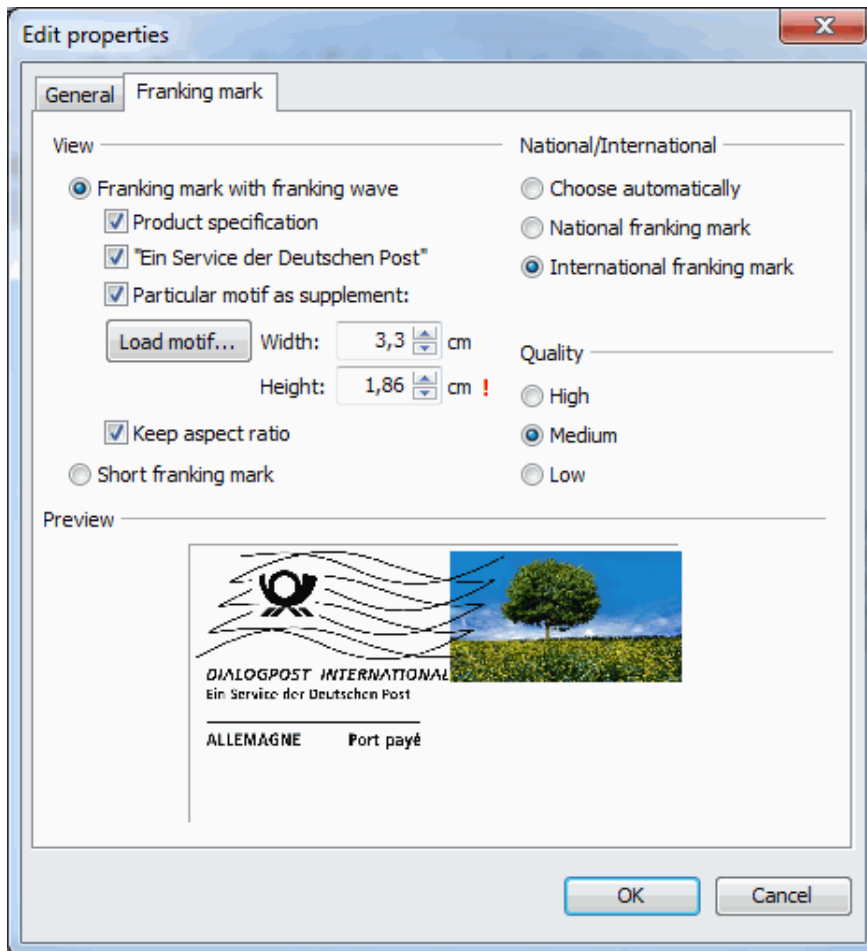 Edit properties
General
Franking mark
View
Franking mark with franking wave
Product specification
"Ein Service der Deutschen Post"
Particular motif as supplement:
Load motif...
Width: 3,3 cm
Height: 1,86 cm !
Keep aspect ratio
Short franking mark
National/International
Choose automatically
National franking mark
International franking mark
Quality
High
Medium
Low
Preview
DIALOGPOST INTERNATIONAL
Ein Service der Deutschen Post
ALLEMAGNE Port payé
OK
Cancel